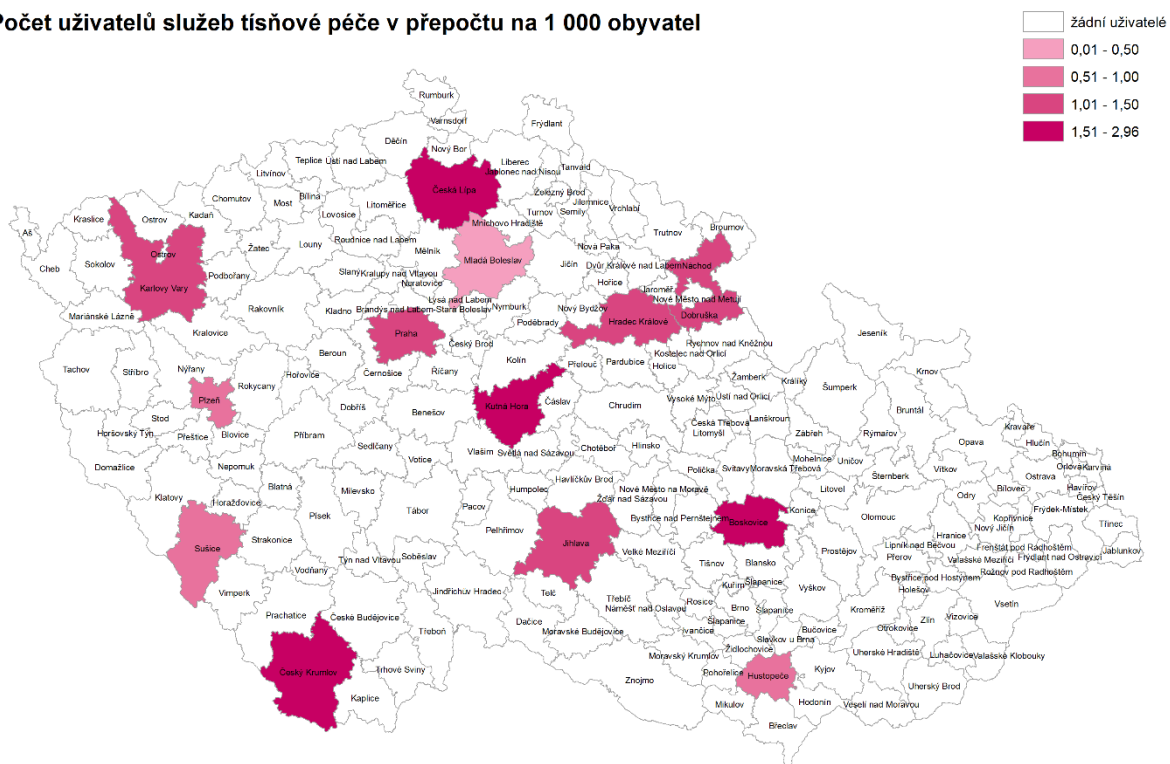 Počet uživatelů služeb tísňové péče v přepočtu na 1 000 obyvatel
žádní uživatelé
0,01 - 0,50
0,51 - 1,00
1,01 - 1,50
1,51 - 2,96
Rumburk
Varnsdorf
Frýdlant
Děčín
Nový Bor
Teplice
Ústí nad Labem
Liberec
Jablonec nad Nisou
Tanvald
Litvínov
Česká Lípa
Železný Brod
Jilemnice
Chomutov
Most
Bílina
Litoměřice
Lovosice
Turnov
Semily
Vrchlabí
Kraslice
Ostrov
Kadaň
Mnichovo Hradiště
Trutnov
Broumov
Aš
Roudnice nad Labem
Louny
Žatec
Mělník
Nová Paka
Ostrov
Cheb
Sokolov
Podbořany
Mladá Boleslav
Jičín
Dvůr Králové nad Labem
Náchod
Slaný
Kralupy nad Vltavou
Neratovice
Hořice
Jaroměř
Karlovy Vary
Lysá nad Labem
Nové Město nad Metují
Rakovník
Kladno
Brandýs nad Labem-Stará Boleslav
Nymburk
Nový Bydžov
Dobruška
Mariánské Lázně
Poděbrady
Hradec Králové
Kralovice
Praha
Český Brod
Rychnov nad Kněžnou
Jeseník
Beroun
Kostelec nad Orlicí
Tachov
Stříbro
Nýřany
Rokycany
Hořovice
Černošice
Říčany
Kolín
Přelouč
Pardubice
Holice
Krnov
Plzeň
Žamberk
Králíky
Šumperk
Dobříš
Benešov
Kutná Hora
Čáslav
Chrudim
Vysoké Mýto
Ústí nad Orlicí
Bruntál
Stod
Lanškroun
Česká Třebová
Kravaře
Horšovský Týn
Přeštice
Blovice
Příbram
Litomyšl
Zábřeh
Rýmařov
Opava
Hlučín
Sedlčany
Votice
Vlašim
Světlá nad Sázavou
Chotěboř
Hlinsko
Bohumín
Domažlice
Nepomuk
Polička
Svitavy
Moravská Třebová
Mohelnice
Uničov
Šternberk
Vítkov
Orlová
Karviná
Ostrava
Klatovy
Horažďovice
Blatná
Milevsko
Humpolec
Havlíčkův Brod
Nové Město na Moravě
Žďár nad Sázavou
Litovel
Bílovec
Havířov
Český Těšín
Odry
Písek
Tábor
Pacov
Boskovice
Konice
Olomouc
Kopřivnice
Frýdek-Místek
Nový Jičín
Třinec
Strakonice
Pelhřimov
Bystřice nad Pernštejnem
Hranice
Sušice
Jihlava
Velké Meziříčí
Prostějov
Lipník nad Bečvou
Frenštát pod Radhoštěm
Jablunkov
Týn nad Vltavou
Soběslav
Přerov
Valašské Meziříčí
Frýdlant nad Ostravicí
Vodňany
Tišnov
Blansko
Rožnov pod Radhoštěm
Bystřice pod Hostýnem
Vimperk
Jindřichův Hradec
Telč
Třebíč
Kuřim
Šlapanice
Vyškov
Holešov
Prachatice
České Budějovice
Náměšť nad Oslavou
Rosice
Brno
Šlapanice
Kroměříž
Vsetín
Dačice
Šlapanice
Zlín
Vizovice
Třeboň
Moravské Budějovice
Ivančice
Bučovice
Otrokovice
Slavkov u Brna
Židlochovice
Uherské Hradiště
Luhačovice
Valašské Klobouky
Moravský Krumlov
Český Krumlov
Trhové Sviny
Pohořelice
Hustopeče
Kyjov
Znojmo
Uherský Brod
Kaplice
Mikulov
Hodonín
Veselí nad Moravou
Břeclav